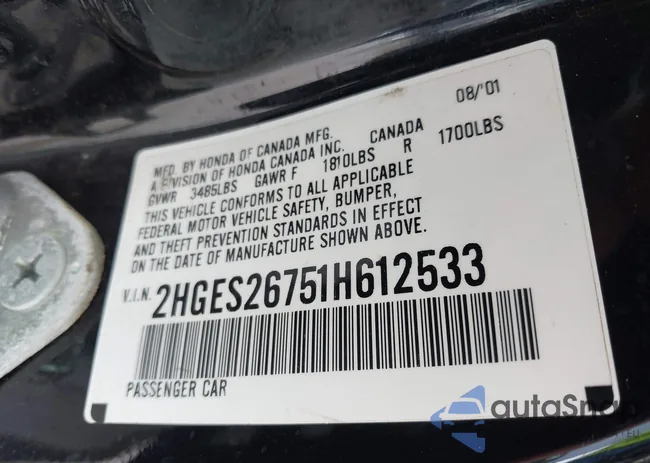 08/'01
MFD. BY HONDA OF CANADA MFG.
A DIVISION OF HONDA CANADA INC. CANADA
GVWR 3485LBS GAWR F 1810LBS R 1700LBS
THIS VEHICLE CONFORMS TO ALL APPLICABLE
FEDERAL MOTOR VEHICLE SAFETY, BUMPER,
AND THEFT PREVENTION STANDARDS IN EFFECT
ON THE DATE OF MANUFACTURE SHOWN ABOVE.
V.I.N. 2HGES26751H612533
PASSENGER CAR